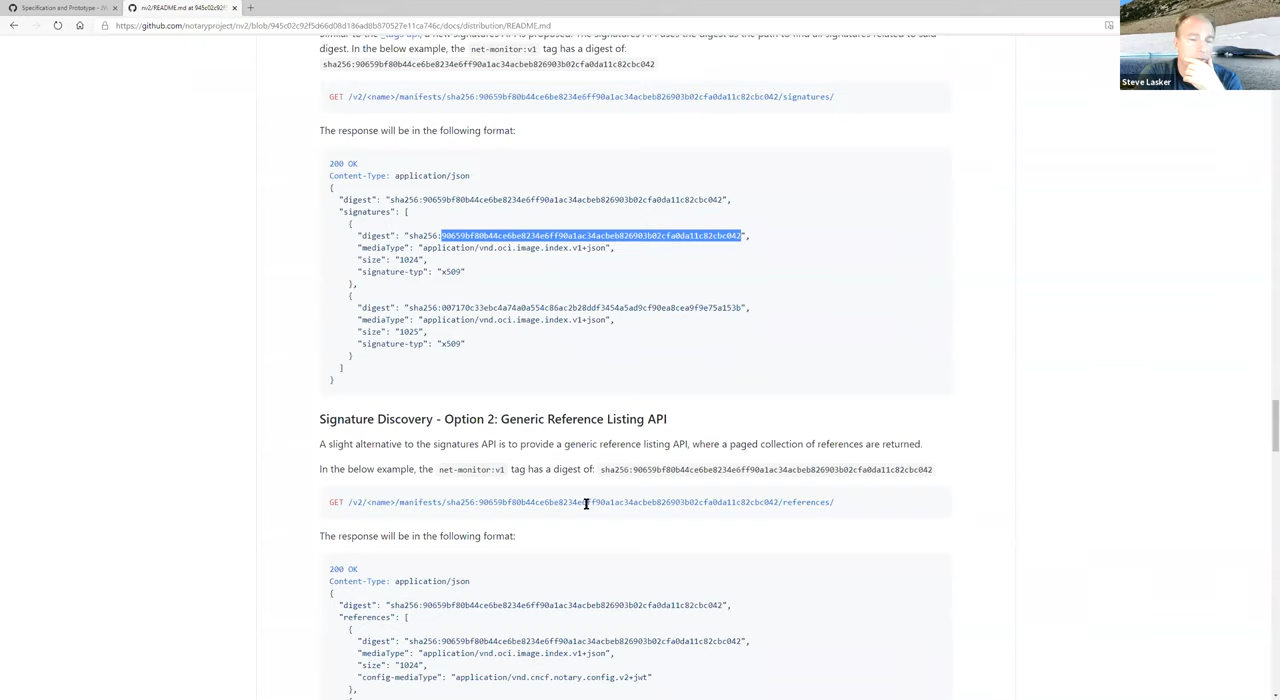 Specification and Prototype - 
nv2/README.md at 945c02c92f
https://github.com/notaryproject/nv2/blob/945c02c92f5d66d08d186ad8b870527e11ca746c/docs/distribution/README.md
Steve Lasker
Similar to the _tags api, a new signatures API is proposed. The signatures API uses the digest as the path to find all signatures related to said
digest. In the below example, the net-monitor:v1 tag has a digest of:
sha256:90659bf80b44ce6be8234e6ff90a1ac34acbeb826903b02cfa0da11c82cbc042
GET /v2/<name>/manifests/sha256:90659bf80b44ce6be8234e6ff90a1ac34acbeb826903b02cfa0da11c82cbc042/signatures/
The response will be in the following format:
200 OK
Content-Type: application/json
{
"digest": "sha256:90659bf80b44ce6be8234e6ff90a1ac34acbeb826903b02cfa0da11c82cbc042",
"signatures": [
{
"digest": "sha256:90659bf80b44ce6be8234e6ff90a1ac34acbeb826903b02cfa0da11c82cbc042",
"mediaType": "application/vnd.oci.image.index.v1+json",
"size": "1024",
"signature-typ": "x509"
},
{
"digest": "sha256:007170c33ebc4a74a0a554c86ac2b28ddf3454a5ad9cf90ea8cea9f9e75a153b",
"mediaType": "application/vnd.oci.image.index.v1+json",
"size": "1025",
"signature-typ": "x509"
}
]
}
Signature Discovery - Option 2: Generic Reference Listing API
A slight alternative to the signatures API is to provide a generic reference listing API, where a paged collection of references are returned.
In the below example, the net-monitor:v1 tag has a digest of: sha256:90659bf80b44ce6be8234e6ff90a1ac34acbeb826903b02cfa0da11c82cbc042
GET /v2/<name>/manifests/sha256:90659bf80b44ce6be8234e6ff90a1ac34acbeb826903b02cfa0da11c82cbc042/references/
The response will be in the following format:
200 OK
Content-Type: application/json
{
"digest": "sha256:90659bf80b44ce6be8234e6ff90a1ac34acbeb826903b02cfa0da11c82cbc042",
"references": [
{
"digest": "sha256:90659bf80b44ce6be8234e6ff90a1ac34acbeb826903b02cfa0da11c82cbc042",
"mediaType": "application/vnd.oci.image.index.v1+json",
"size": "1024",
"config-mediaType": "application/vnd.cncf.notary.config.v2+jwt"
},